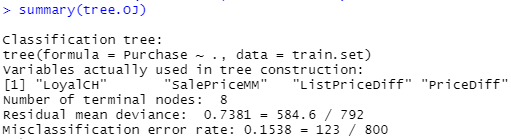 > summary(tree.OJ)
Classification tree:
tree(formula = Purchase ~ ., data = train.set)
Variables actually used in tree construction:
[1] "LoyalCH"       "SalePriceMM"   "ListPriceDiff" "PriceDiff"
Number of terminal nodes:  8
Residual mean deviance:  0.7381 = 584.6 / 792
Misclassification error rate: 0.1538 = 123 / 800